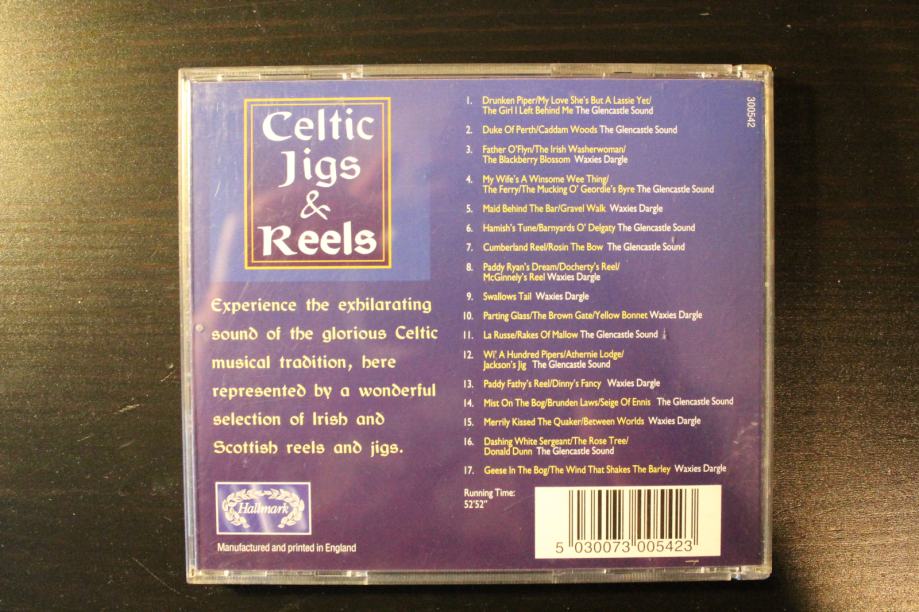 Celtic
Jigs
&
Reels
Experience the exhilarating
sound of the glorious Celtic
musical tradition, here
represented by a wonderful
selection of Irish and
Scottish reels and jigs.
Hallmark
Manufactured and printed in England
1. Drunken Piper/My Love She's But A Lassie Yet/
The Girl I Left Behind Me The Glencastle Sound
2. Duke Of Perth/Caddam Woods The Glencastle Sound
3. Father O'Flyn/The Irish Washerwoman/
The Blackberry Blossom Waxies Dargle
4. My Wife's A Winsome Wee Thing/
The Ferry/The Mucking O' Geordie's Byre The Glencastle Sound
5. Maid Behind The Bar/Gravel Walk Waxies Dargle
6. Hamish's Tune/Barnyards O' Delgaty The Glencastle Sound
7. Cumberland Reel/Rosin The Bow The Glencastle Sound
8. Paddy Ryan's Dream/Docherty's Reel/
McGinnely's Reel Waxies Dargle
9. Swallows Tail Waxies Dargle
10. Parting Glass/The Brown Gate/Yellow Bonnet Waxies Dargle
11. La Russe/Rakes Of Mallow The Glencastle Sound
12. Wi' A Hundred Pipers/Athernie Lodge/
Jackson's Jig The Glencastle Sound
13. Paddy Fathy's Reel/Dinny's Fancy Waxies Dargle
14. Mist On The Bog/Brunden Laws/Seige Of Ennis The Glencastle Sound
15. Merrily Kissed The Quaker/Between Worlds Waxies Dargle
16. Dashing White Sergeant/The Rose Tree/
Donald Dunn The Glencastle Sound
17. Geese In The Bog/The Wind That Shakes The Barley Waxies Dargle
Running Time:
52'52"
5 030073 005423
300542